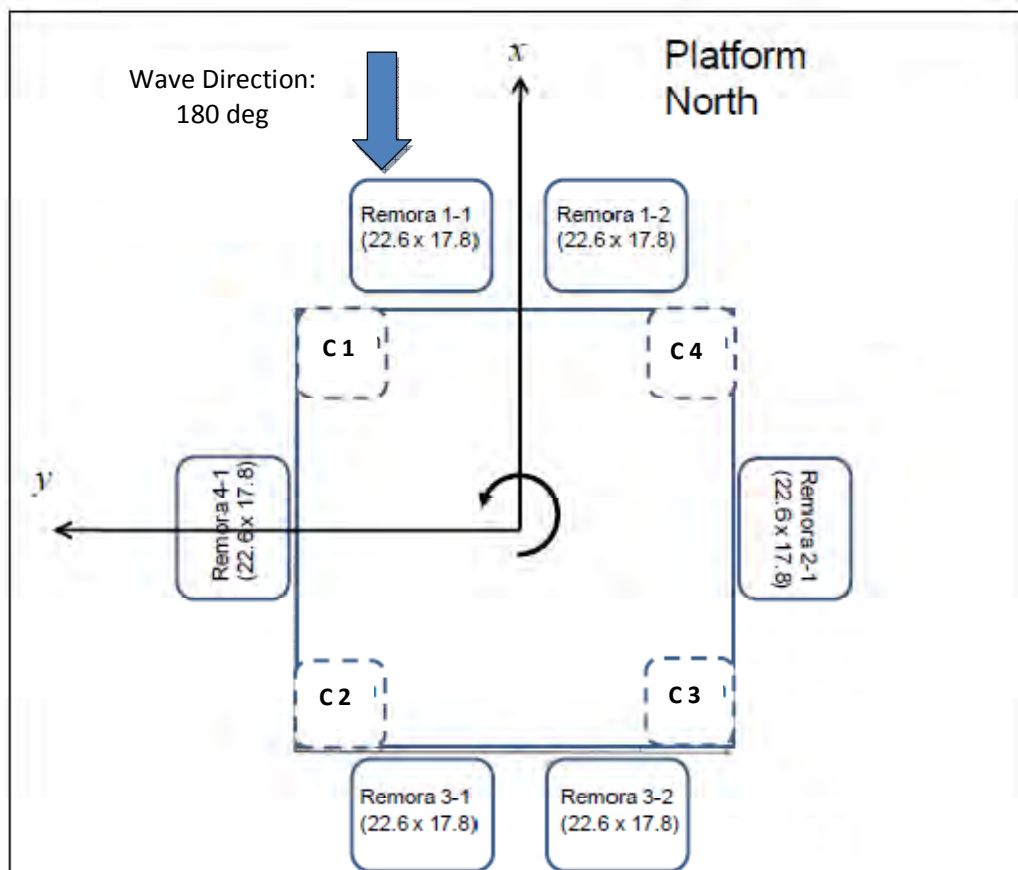 Wave Direction:
180 deg
x
Platform
North
Remora 1-1
(22.6 x 17.8)
Remora 1-2
(22.6 x 17.8)
C 1
C 4
y
Remora 4-1
(22.6 x 17.8)
Remora 2-1
(22.6 x 17.8)
C 2
C 3
Remora 3-1
(22.6 x 17.8)
Remora 3-2
(22.6 x 17.8)